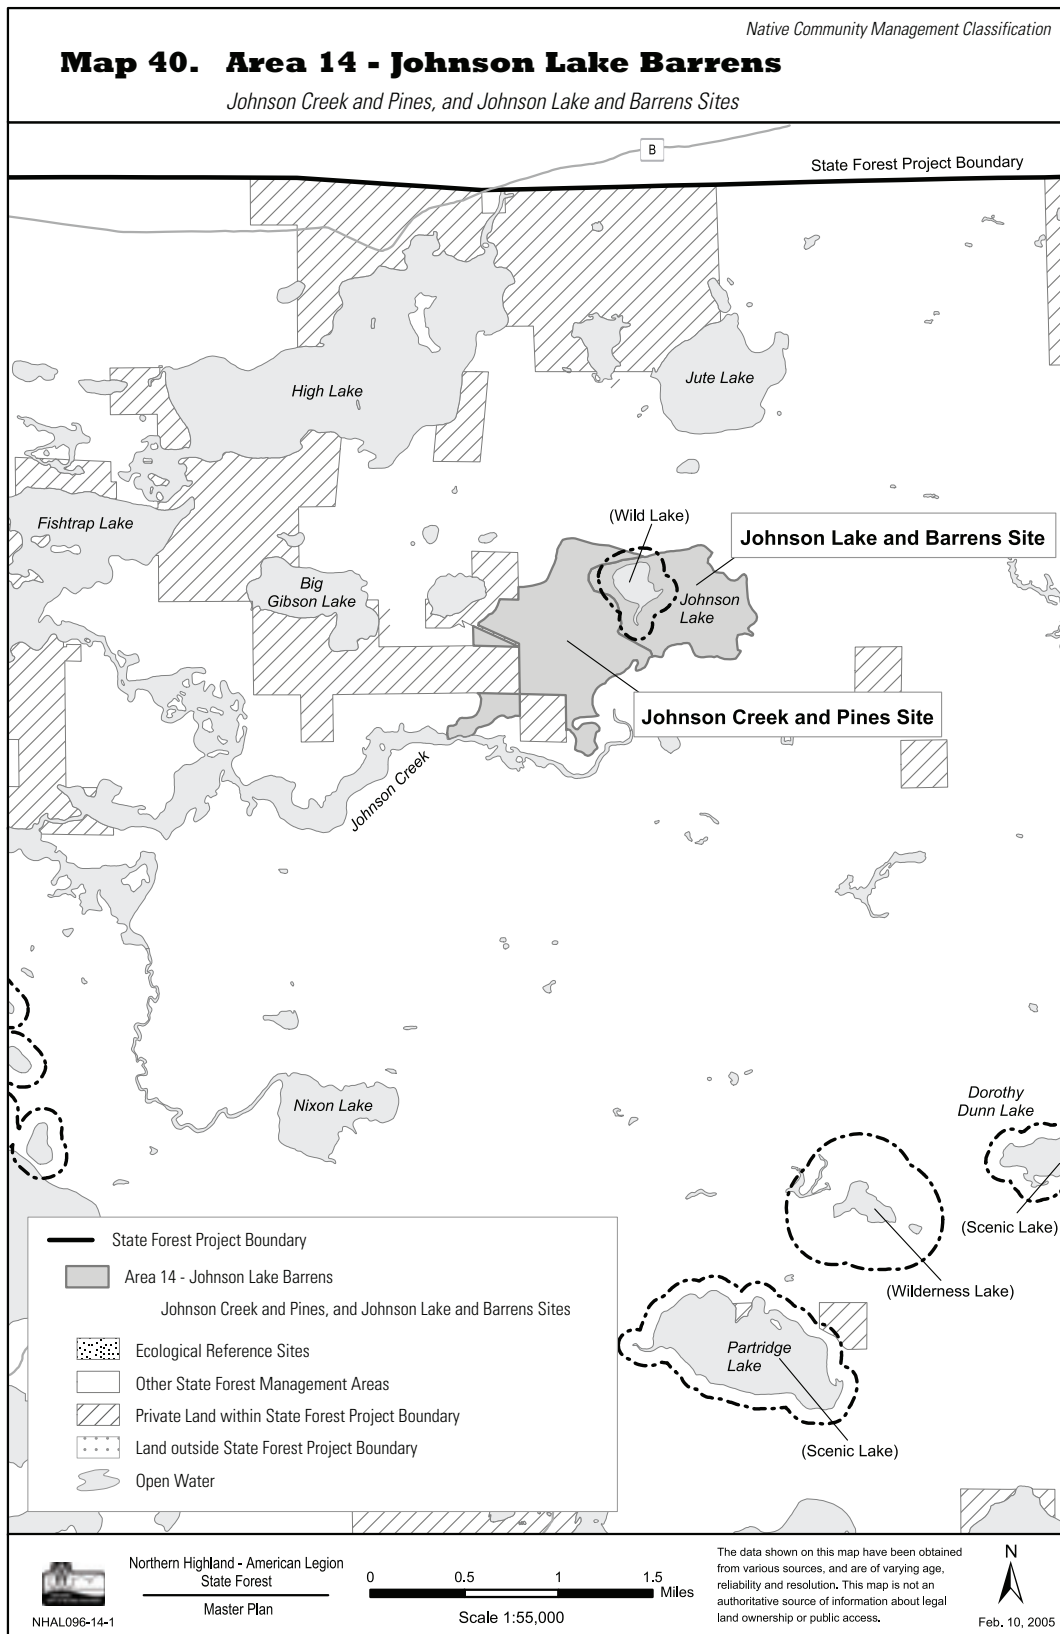 Native Community Management Classification
Map 40. Area 14 - Johnson Lake Barrens
Johnson Creek and Pines, and Johnson Lake and Barrens Sites
B
State Forest Project Boundary
High Lake
Jute Lake
Fishtrap Lake
(Wild Lake)
Johnson Lake and Barrens Site
Big
Gibson Lake
Johnson
Lake
Johnson Creek and Pines Site
Johnson Creek
Nixon Lake
Dorothy
Dunn Lake
(Scenic Lake)
(Wilderness Lake)
Partridge
Lake
(Scenic Lake)
State Forest Project Boundary
Area 14 - Johnson Lake Barrens
Johnson Creek and Pines, and Johnson Lake and Barrens Sites
Ecological Reference Sites
Other State Forest Management Areas
Private Land within State Forest Project Boundary
Land outside State Forest Project Boundary
Open Water
NHAL096-14-1
Northern Highland - American Legion
State Forest
Master Plan
0 0.5 1 1.5
Miles
Scale 1:55,000
The data shown on this map have been obtained
from various sources, and are of varying age,
reliability and resolution. This map is not an
authoritative source of information about legal
land ownership or public access.
N
Feb. 10, 2005